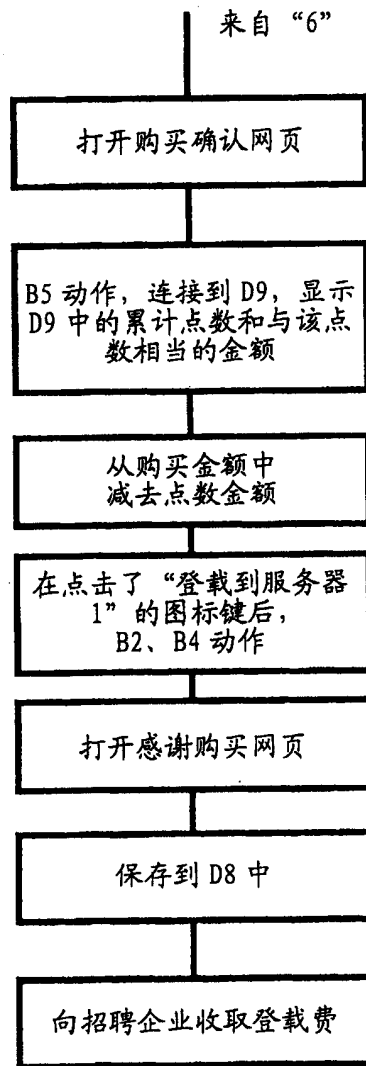 来自“6”
打开购买确认网页
B5 动作，连接到 D9，显示
D9 中的累计点数和与该点
数相当的金额
从购买金额中
减去点数金额
在点击了“登载到服务器
1”的图标键后，
B2、B4 动作
打开感谢购买网页
保存到 D8 中
向招聘企业收取登载费